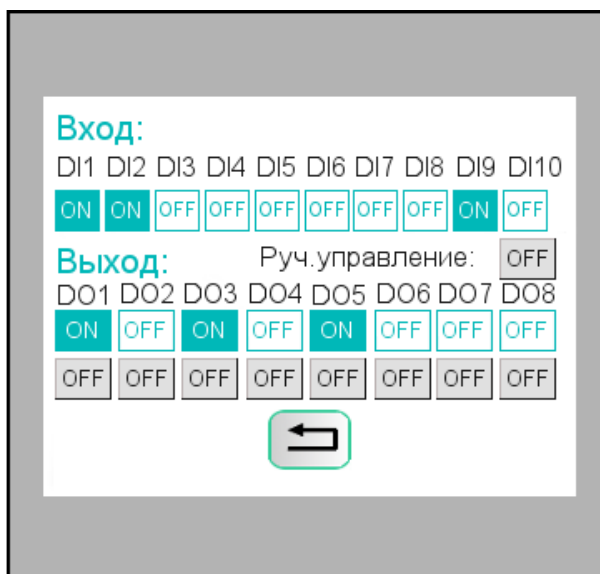 Вход:
DI1 DI2 DI3 DI4 DI5 DI6 DI7 DI8 DI9 DI10
ON ON OFF OFF OFF OFF OFF OFF ON OFF
Выход: Руч.управление: OFF
DO1 DO2 DO3 DO4 DO5 DO6 DO7 DO8
ON OFF ON OFF ON OFF OFF OFF
OFF OFF OFF OFF OFF OFF OFF OFF